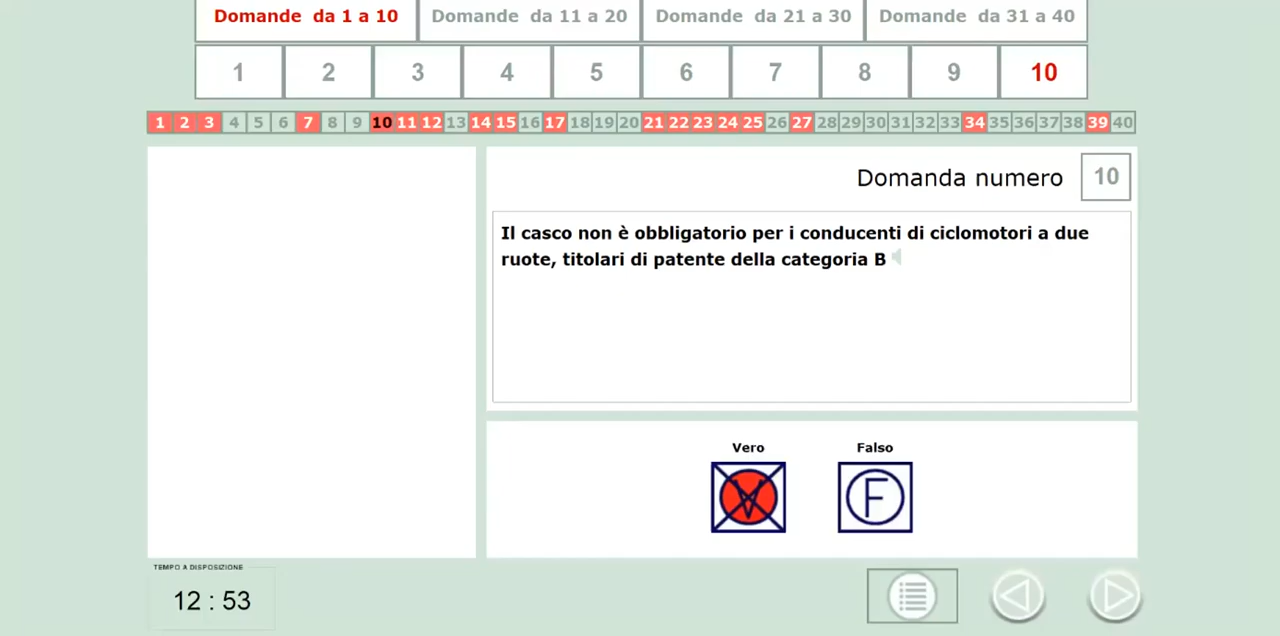 Domande da 1 a 10 Domande da 11 a 20 Domande da 21 a 30 Domande da 31 a 40
1 2 3 4 5 6 7 8 9 10
1 2 3 4 5 6 7 8 9 10 11 12 13 14 15 16 17 18 19 20 21 22 23 24 25 26 27 28 29 30 31 32 33 34 35 36 37 38 39 40
Domanda numero 10
Il casco non è obbligatorio per i conducenti di ciclomotori a due
ruote, titolari di patente della categoria B
Vero Falso
V F
TEMPO A DISPOSIZIONE
12 : 53